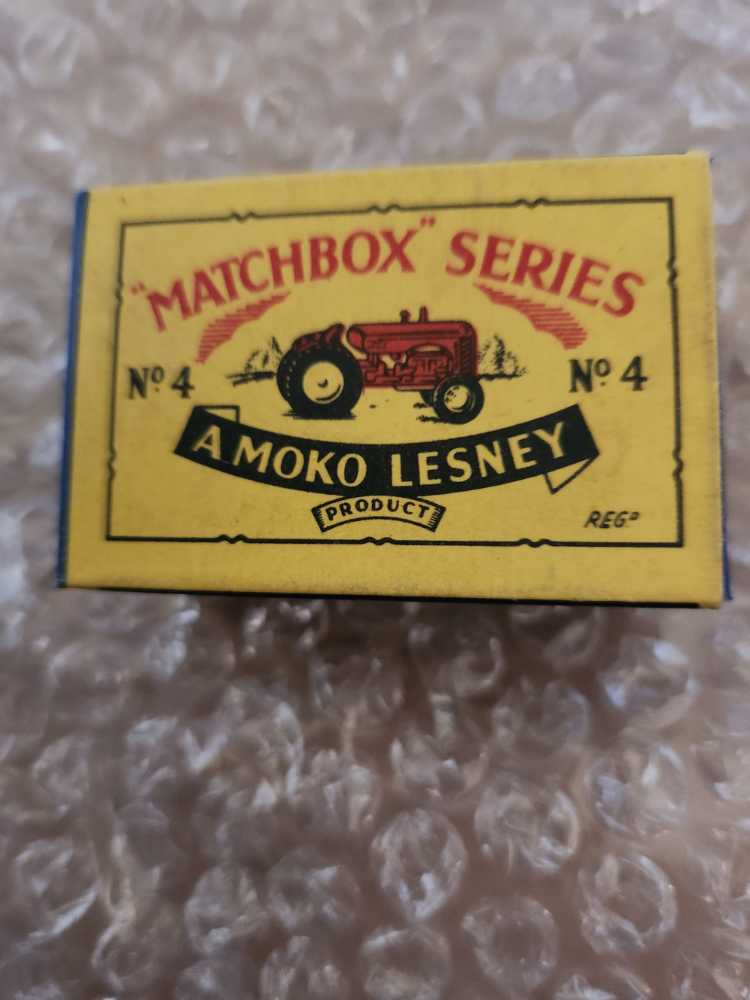 "MATCHBOX" SERIES
Nº 4 Nº 4
A MOKO LESNEY
PRODUCT
REGD